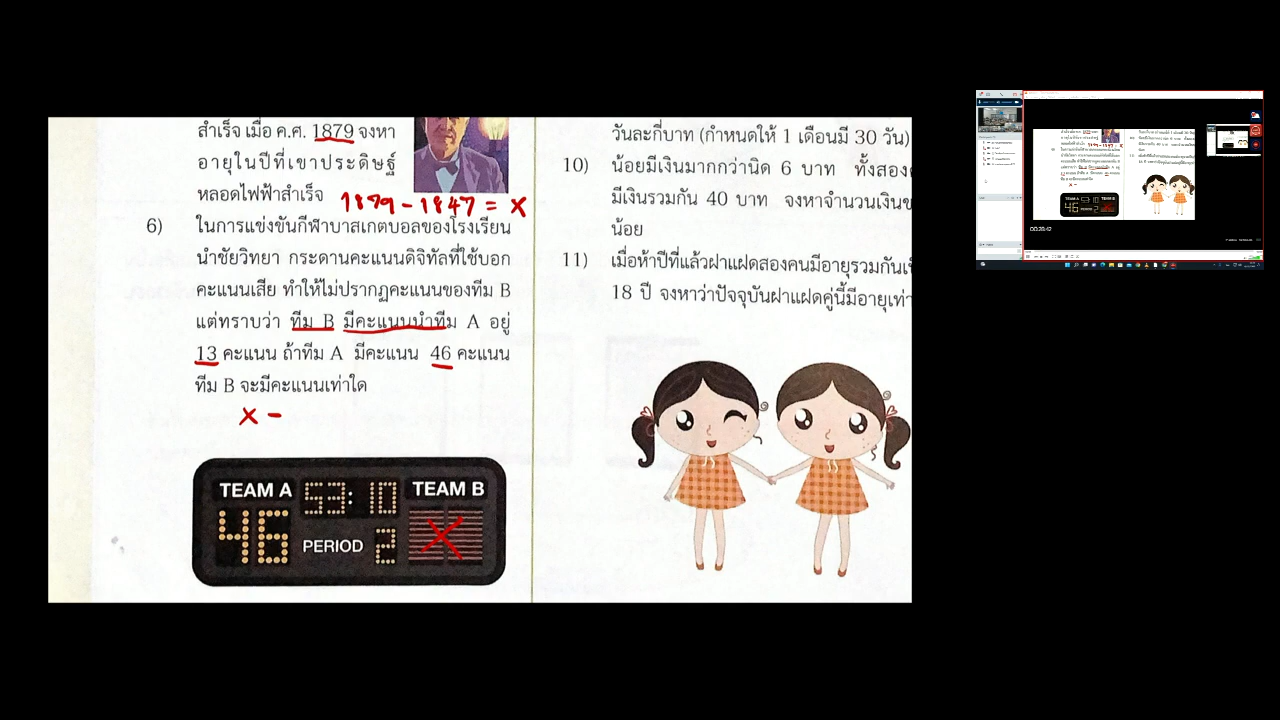 สำเร็จ เมื่อ ค.ศ. 1879 จงหา
อายุในปีที่เขาประดิษฐ์
หลอดไฟฟ้าสำเร็จ
1879 - 1847 = x
6) ในการแข่งขันกีฬาบาสเกตบอลของโรงเรียน
นำชัยวิทยา กระดานคะแนนดิจิทัลที่ใช้บอก
คะแนนเสีย ทำให้ไม่ปรากฏคะแนนของทีม B
แต่ทราบว่า ทีม B มีคะแนนนำทีม A อยู่
13 คะแนน ถ้าทีม A มีคะแนน 46 คะแนน
ทีม B จะมีคะแนนเท่าใด
x -
TEAM A 53:10 TEAM B
46 PERIOD 2
วันละกี่บาท (กำหนดให้ 1 เดือนมี 30 วัน)
10) น้อยมีเงินมากกว่านิด 6 บาท ทั้งสอง
มีเงินรวมกัน 40 บาท จงหาจำนวนเงินข
น้อย
11) เมื่อห้าปีที่แล้วฝาแฝดสองคนมีอายุรวมกัน
18 ปี จงหาว่าปัจจุบันฝาแฝดคู่นี้มีอายุเท่า
00:28:42